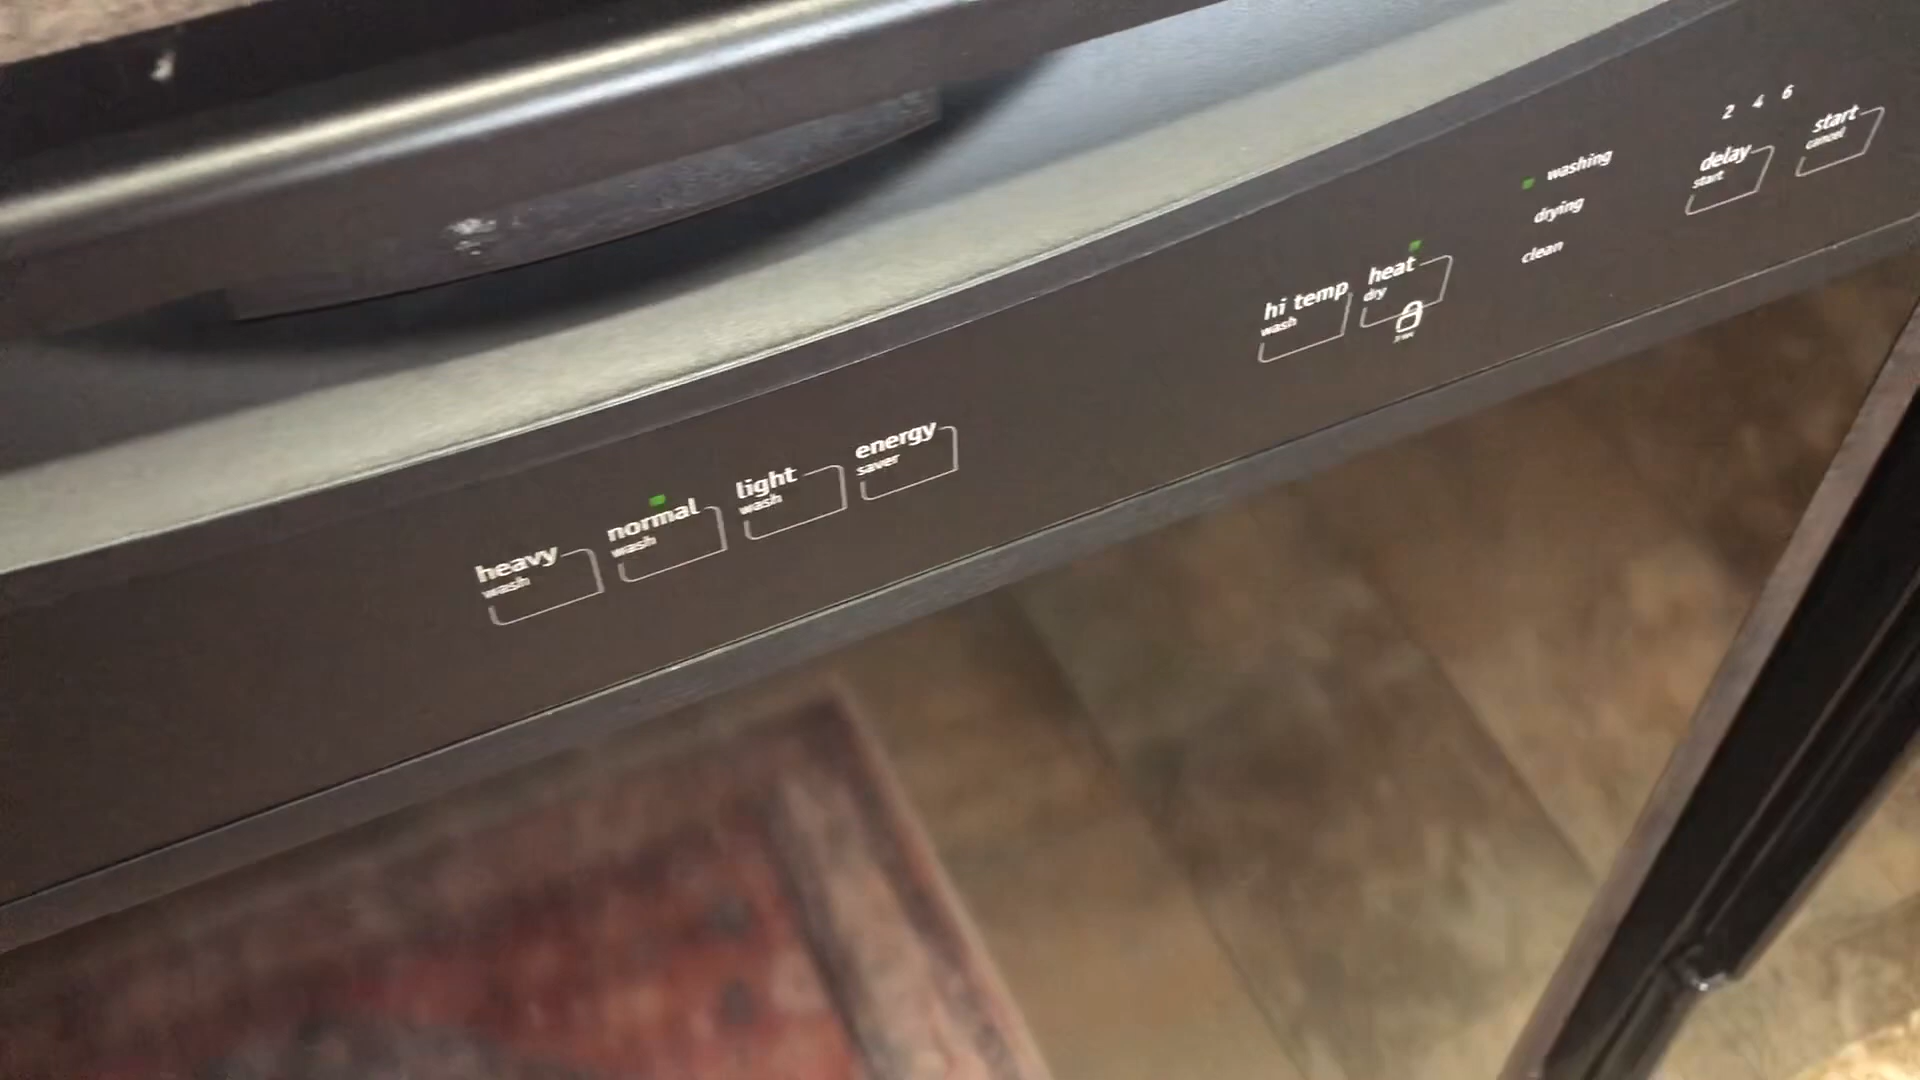 heavy
wash
normal
wash
light
wash
energy
saver
hi temp
wash
heat
dry
washing
drying
clean
2 4 6
delay
start
start
cancel